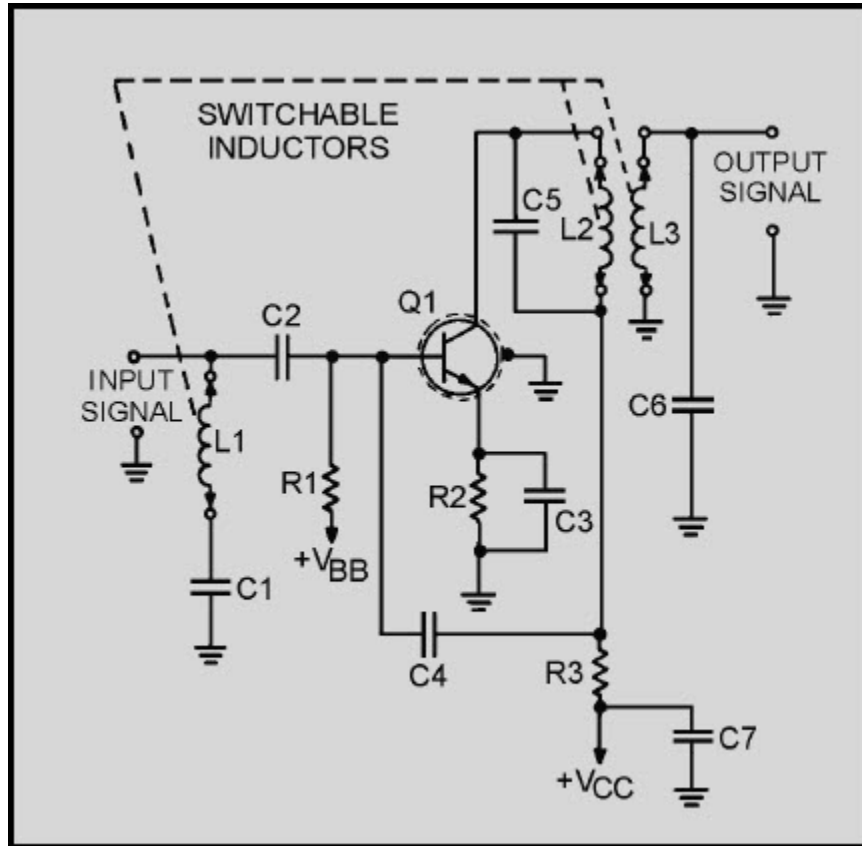 SWITCHABLE
INDUCTORS
OUTPUT
SIGNAL
C5
L2
L3
Q1
C2
INPUT
SIGNAL
L1
C6
R1
R2
C3
+VBB
C1
C4
R3
C7
+VCC